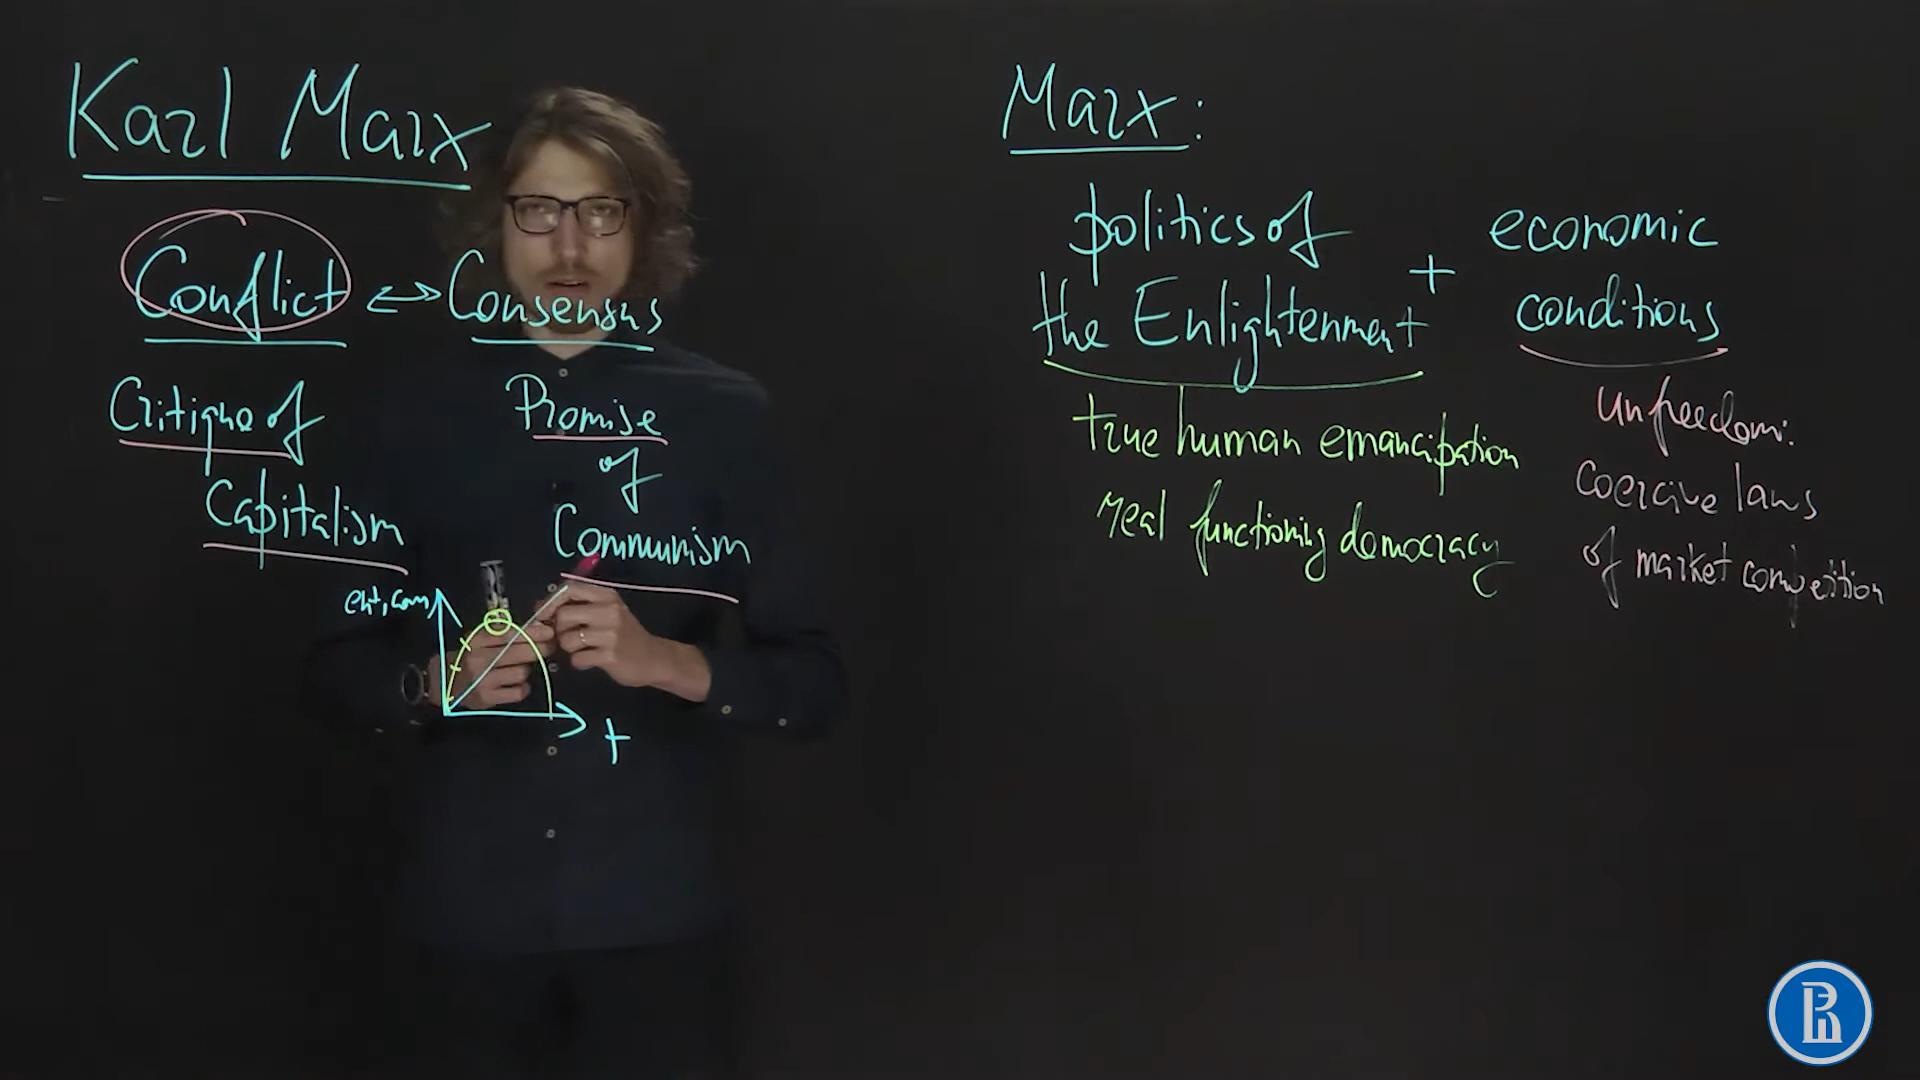 Karl Marx
Conflict ↔ Consensus
Critique of
Capitalism
Promise
of
Communism
t
Marx:
politics of
the Enlightenment
+
economic
conditions
true human emancipation
real functioning democracy
unfreedom:
coercive laws
of market competition